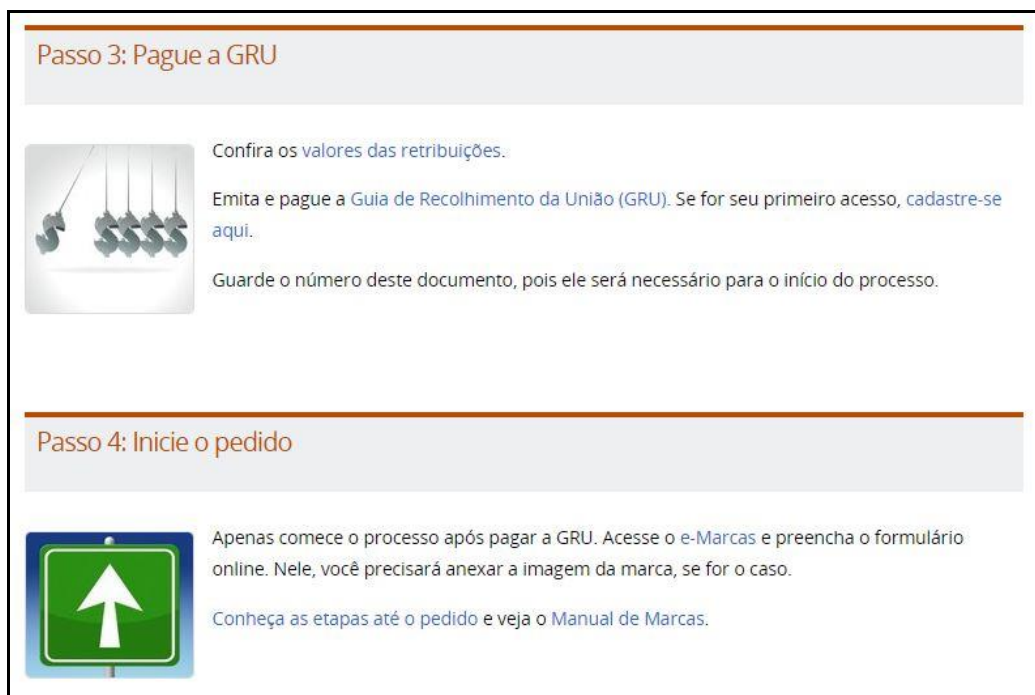 Passo 3: Pague a GRU
Confira os valores das retribuições.
Emita e pague a Guia de Recolhimento da União (GRU). Se for seu primeiro acesso, cadastre-se
aqui.
Guarde o número deste documento, pois ele será necessário para o início do processo.
Passo 4: Inicie o pedido
Apenas comece o processo após pagar a GRU. Acesse o e-Marcas e preencha o formulário
online. Nele, você precisará anexar a imagem da marca, se for o caso.
Conheça as etapas até o pedido e veja o Manual de Marcas.